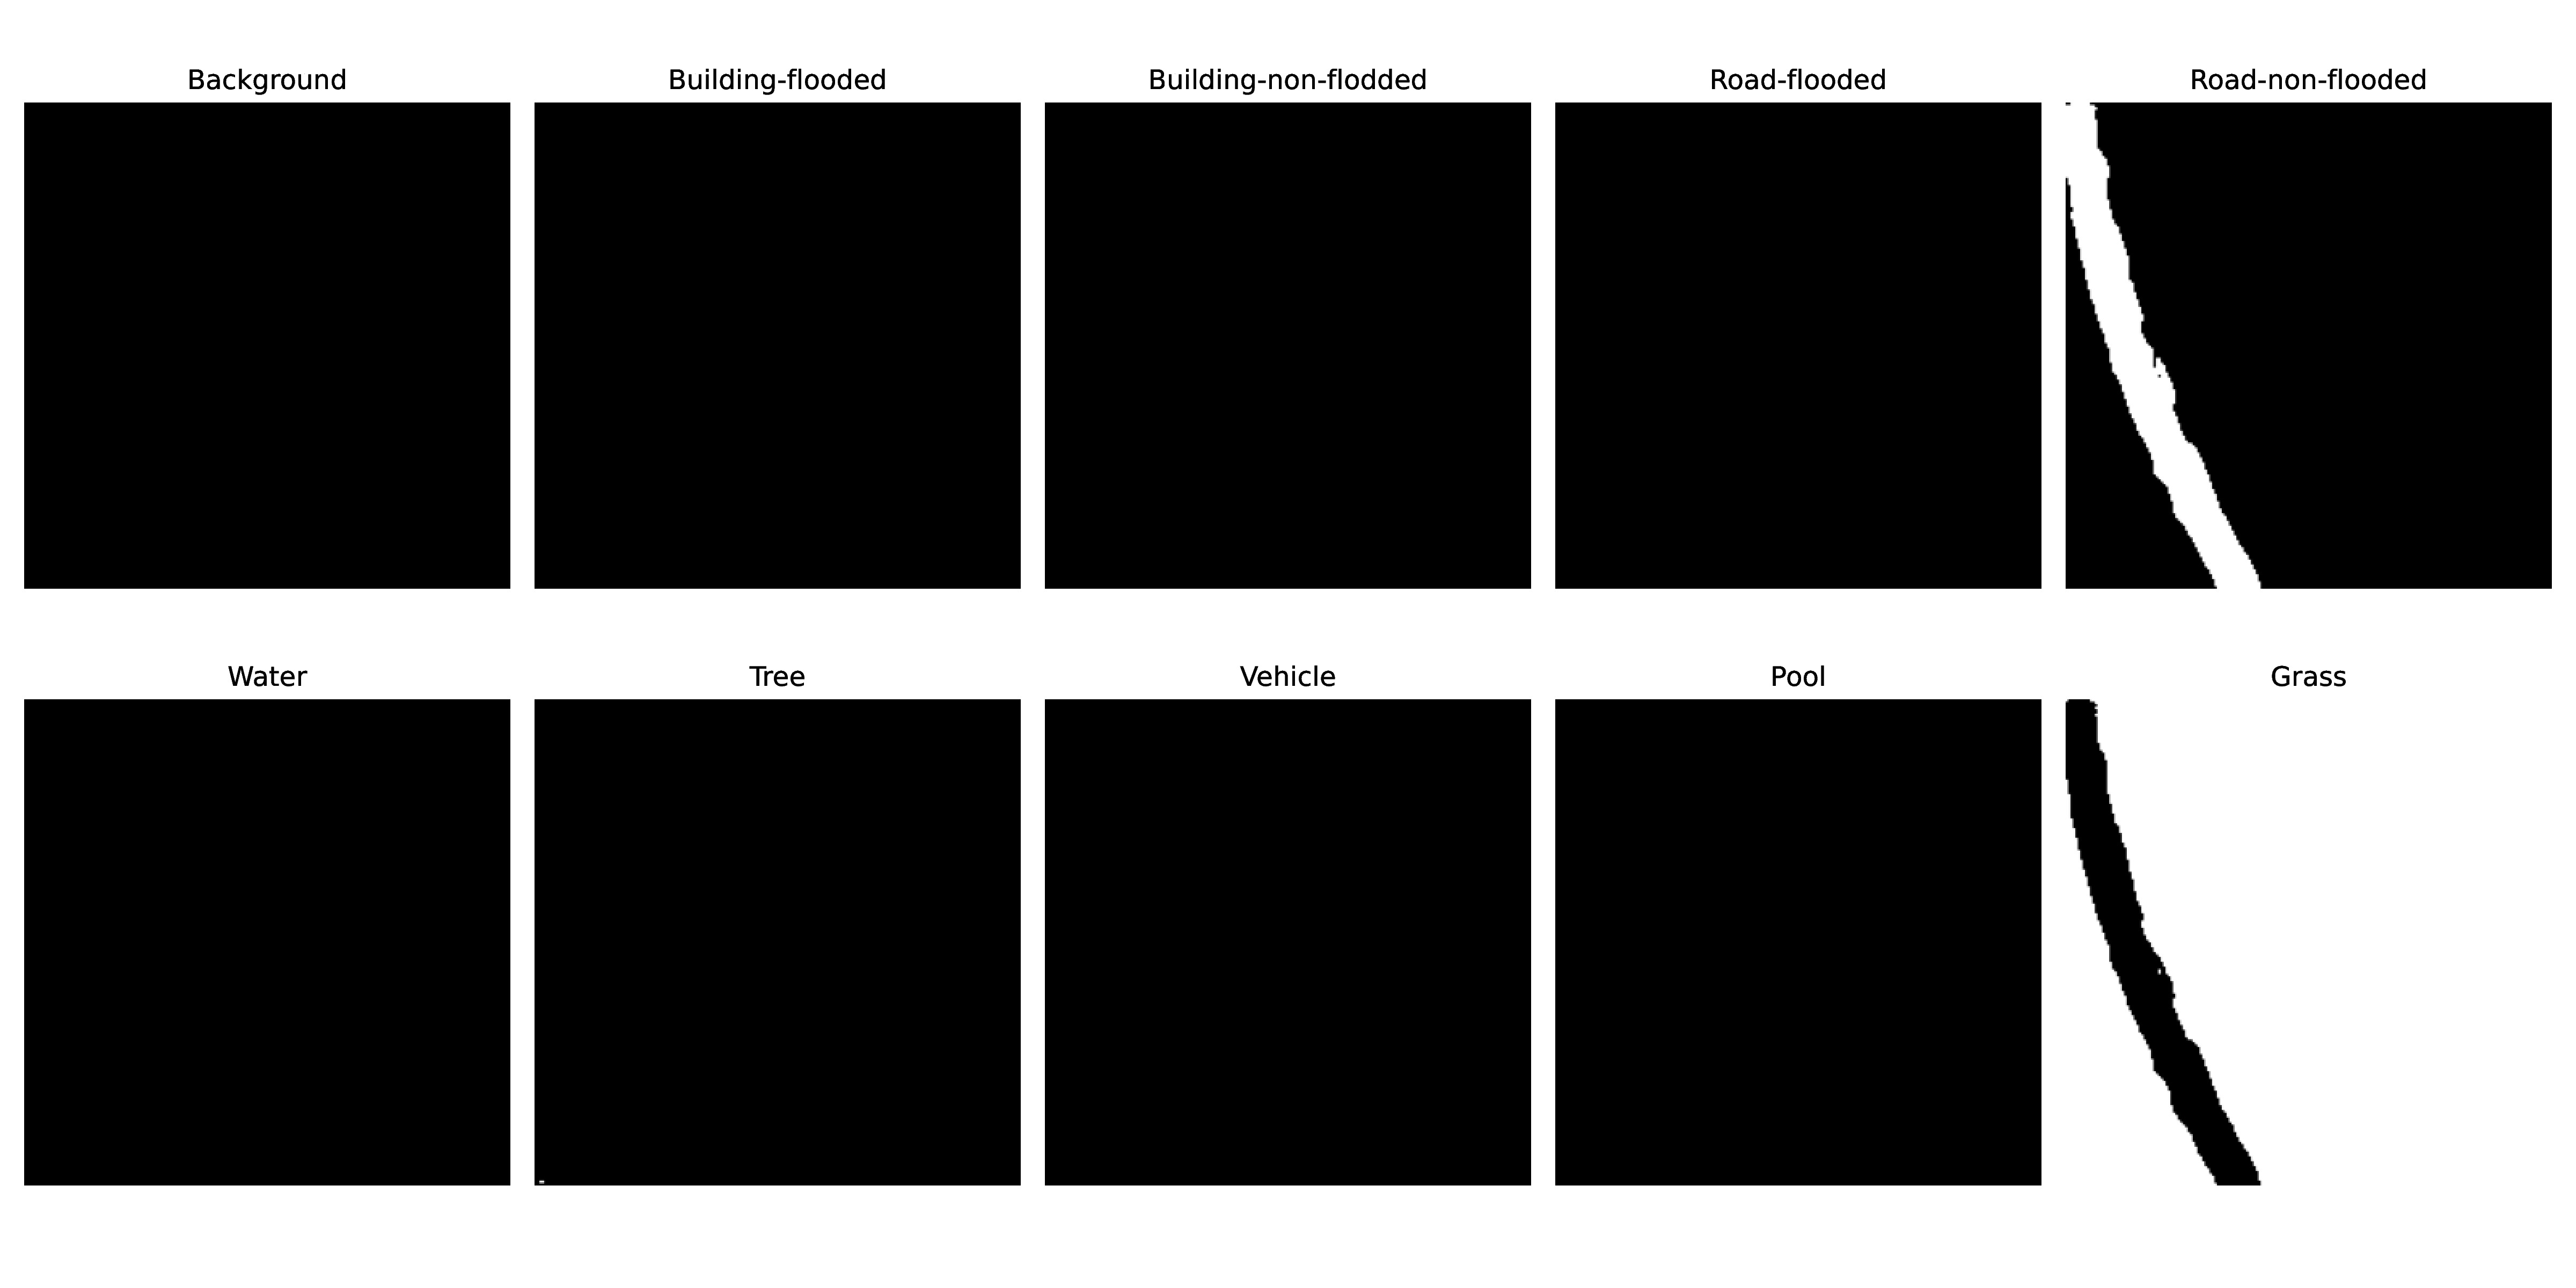 Background
Building-flooded
Building-non-flodded
Road-flooded
Road-non-flooded
Water
Tree
Vehicle
Pool
Grass